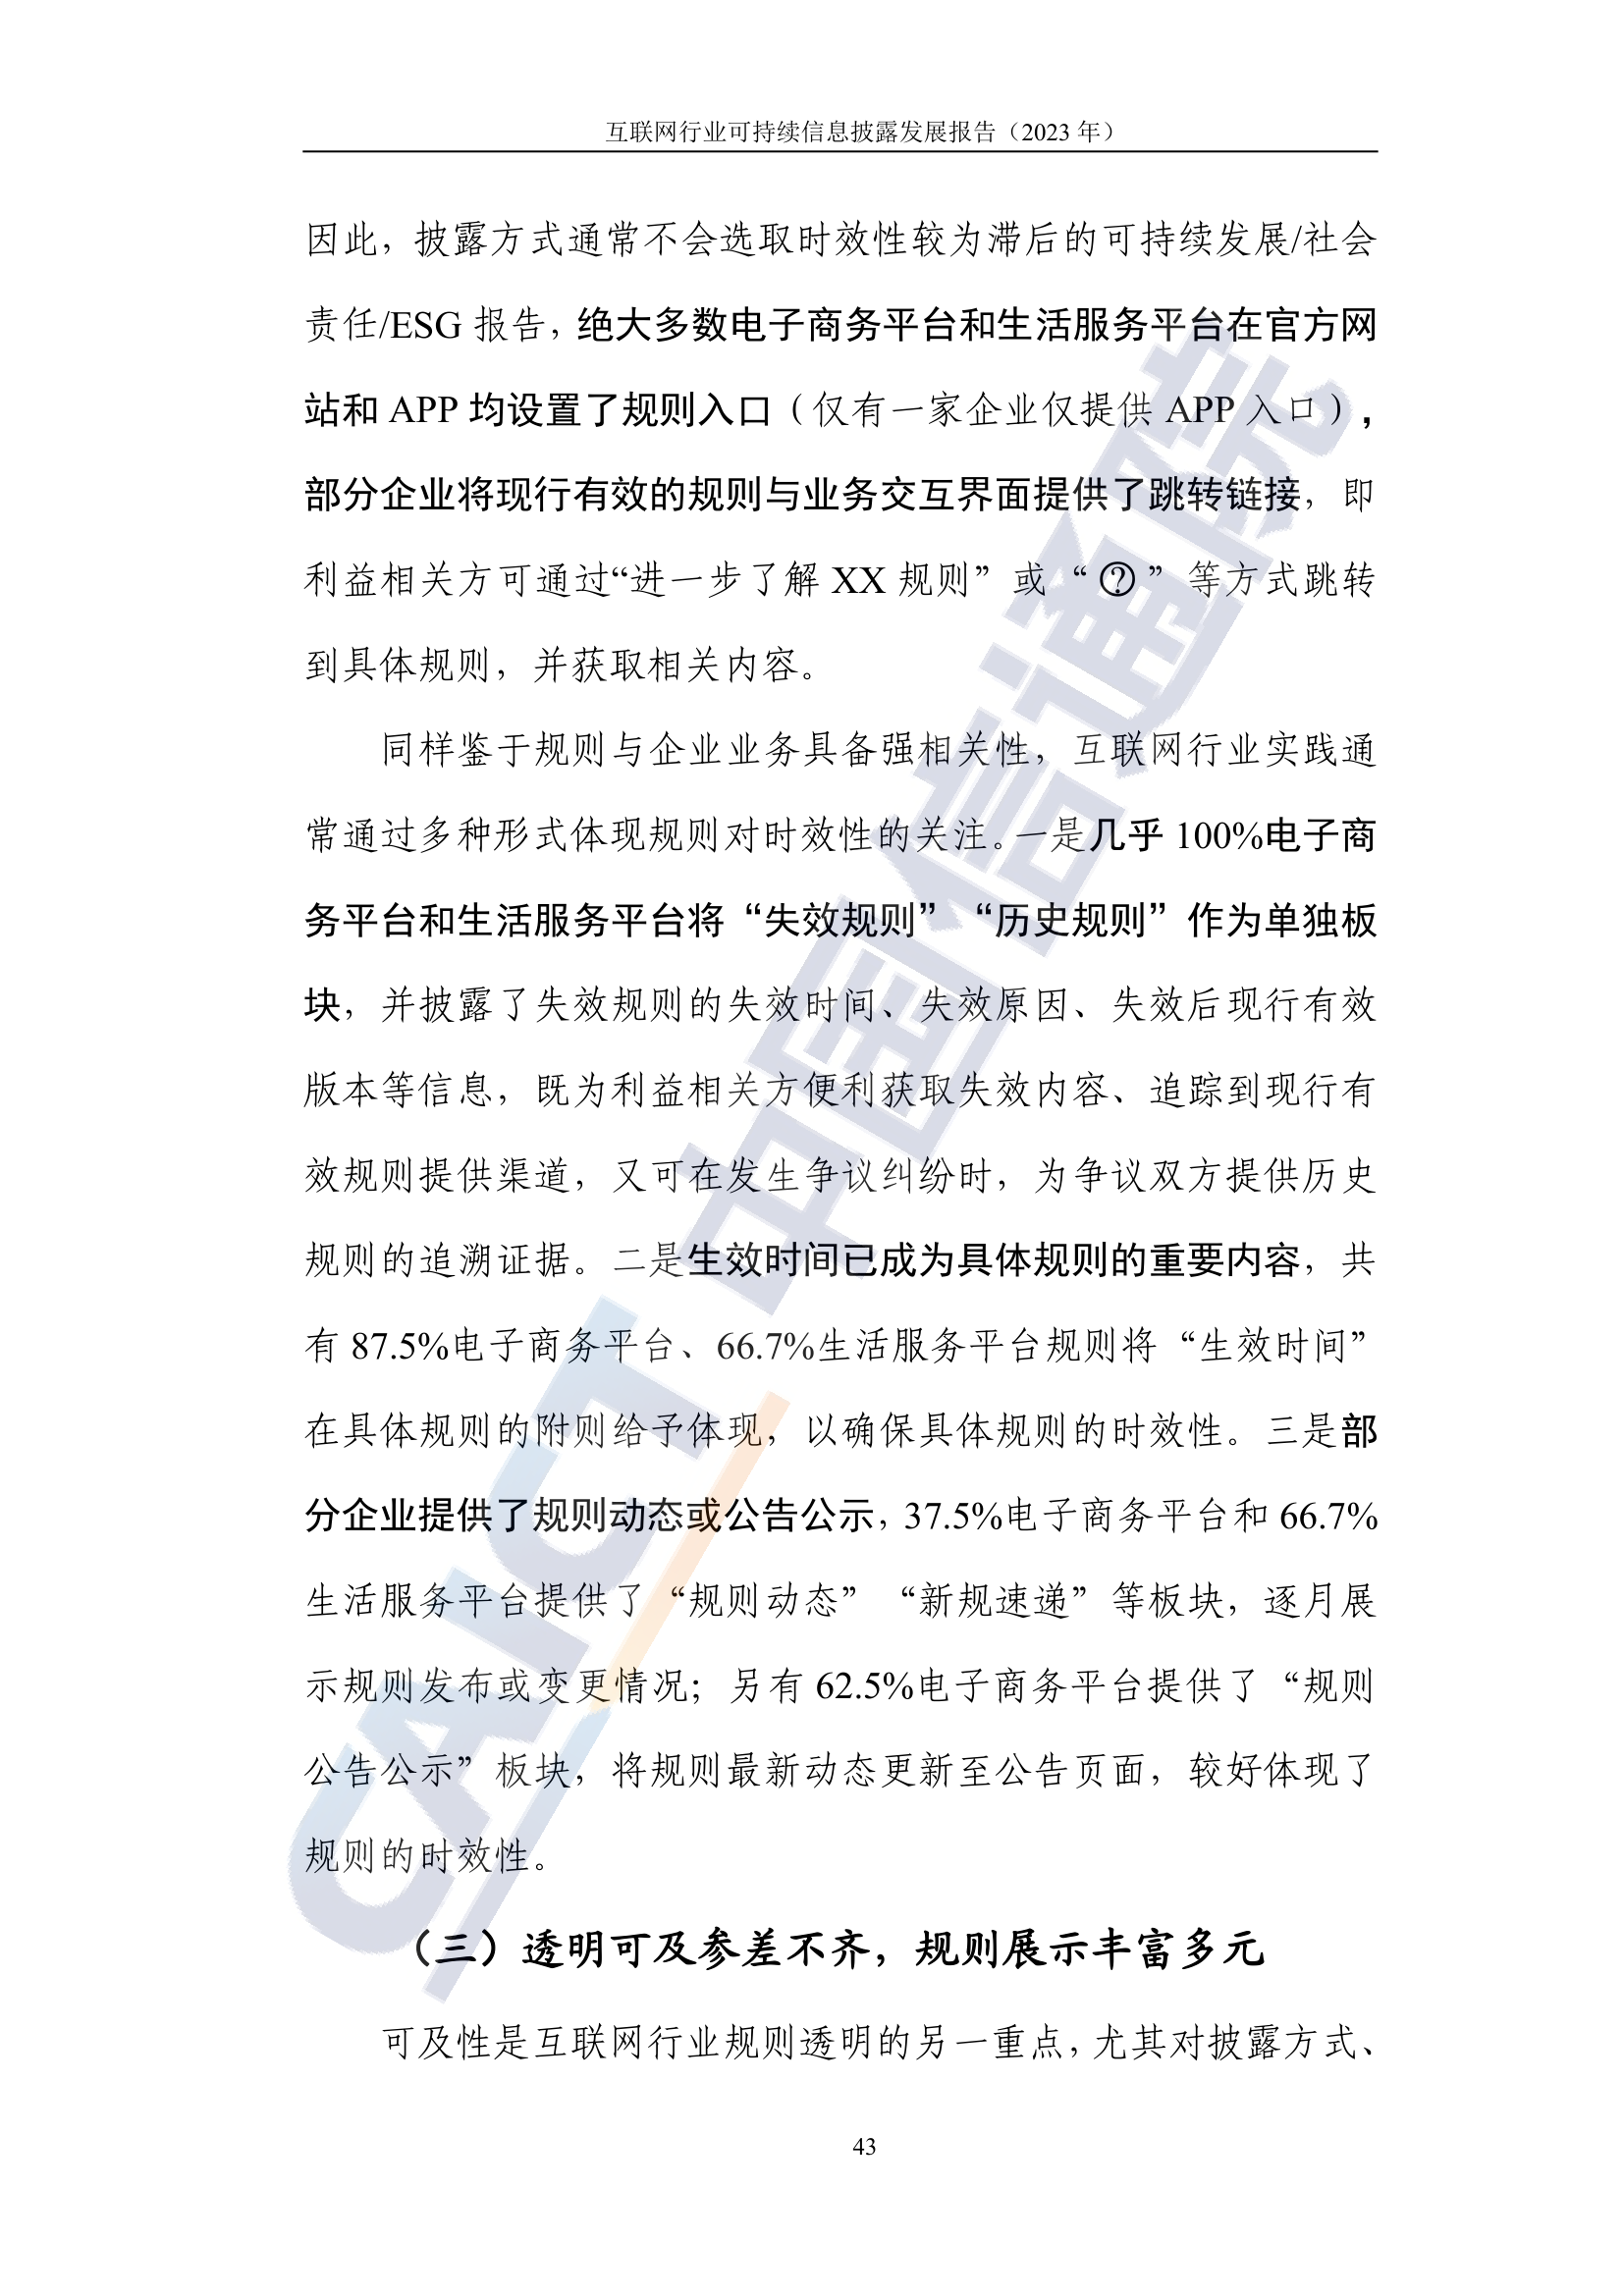 互联网行业可持续信息披露发展报告（2023 年）
因此，披露方式通常不会选取时效性较为滞后的可持续发展/社会
责任/ESG 报告，绝大多数电子商务平台和生活服务平台在官方网
站和 APP 均设置了规则入口（仅有一家企业仅提供 APP 入口），
部分企业将现行有效的规则与业务交互界面提供了跳转链接，即
利益相关方可通过“进一步了解 XX 规则”或“?”等方式跳转
到具体规则，并获取相关内容。
同样鉴于规则与企业业务具备强相关性，互联网行业实践通
常通过多种形式体现规则对时效性的关注。一是几乎 100%电子商
务平台和生活服务平台将“失效规则”“历史规则”作为单独板
块，并披露了失效规则的失效时间、失效原因、失效后现行有效
版本等信息，既为利益相关方便利获取失效内容、追踪到现行有
效规则提供渠道，又可在发生争议纠纷时，为争议双方提供历史
规则的追溯证据。二是生效时间已成为具体规则的重要内容，共
有 87.5%电子商务平台、66.7%生活服务平台规则将“生效时间”
在具体规则的附则给予体现，以确保具体规则的时效性。三是部
分企业提供了规则动态或公告公示，37.5%电子商务平台和 66.7%
生活服务平台提供了“规则动态”“新规速递”等板块，逐月展
示规则发布或变更情况；另有 62.5%电子商务平台提供了“规则
公告公示”板块，将规则最新动态更新至公告页面，较好体现了
规则的时效性。
（三）透明可及参差不齐，规则展示丰富多元
可及性是互联网行业规则透明的另一重点，尤其对披露方式、
43
CAICT 中国信通院